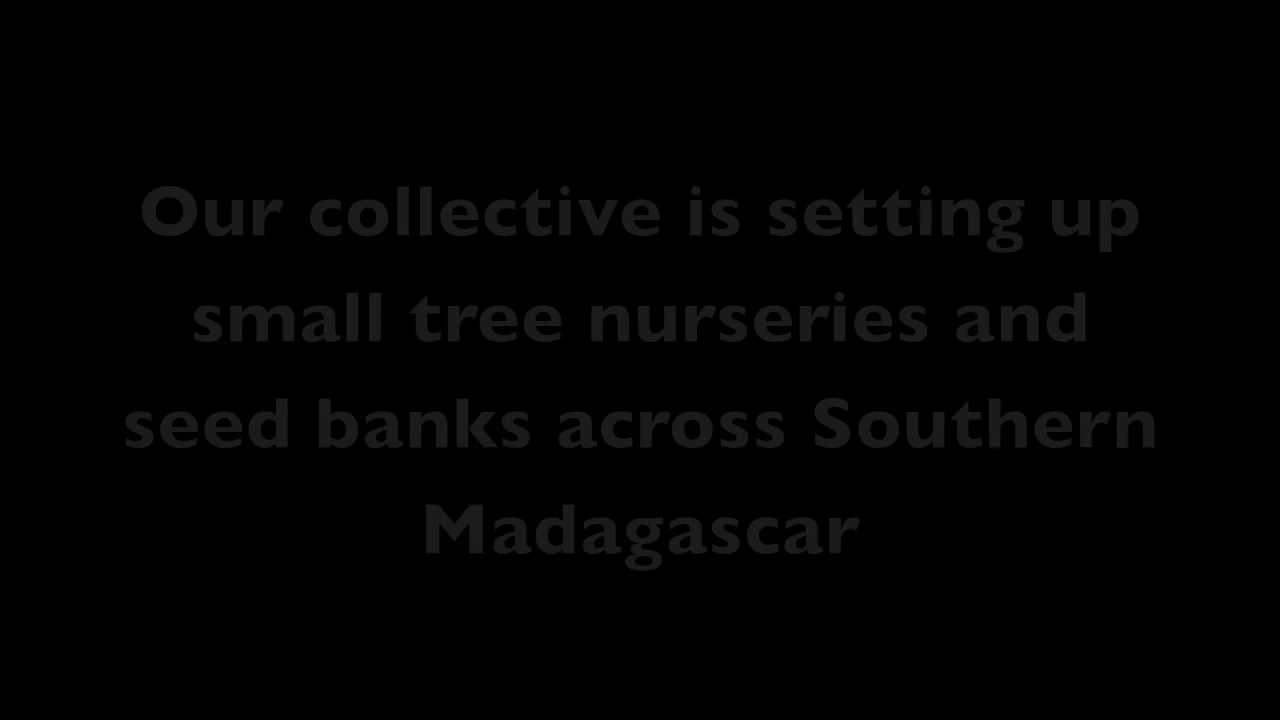 Our collective is setting up
small tree nurseries and
seed banks across Southern
Madagascar